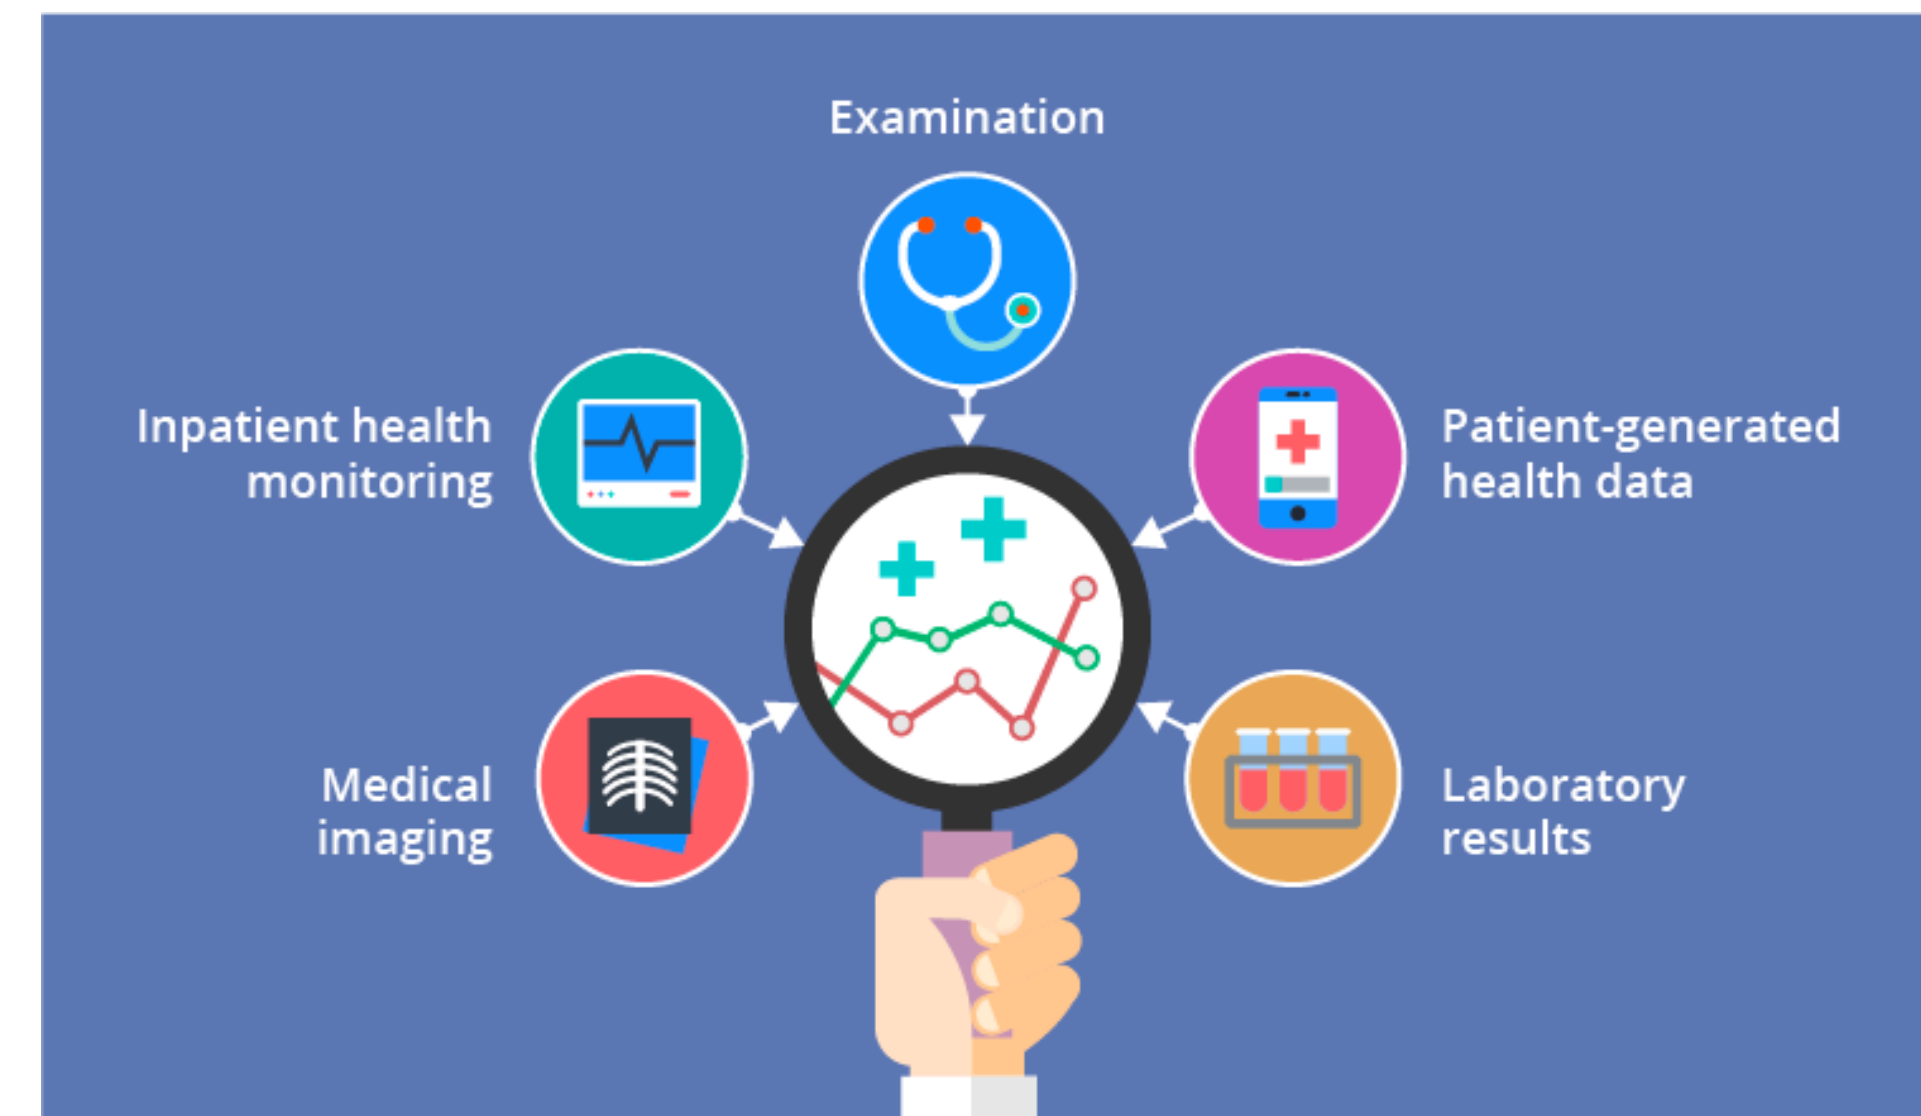 Examination
Inpatient health
monitoring
Patient-generated
health data
Medical
imaging
Laboratory
results